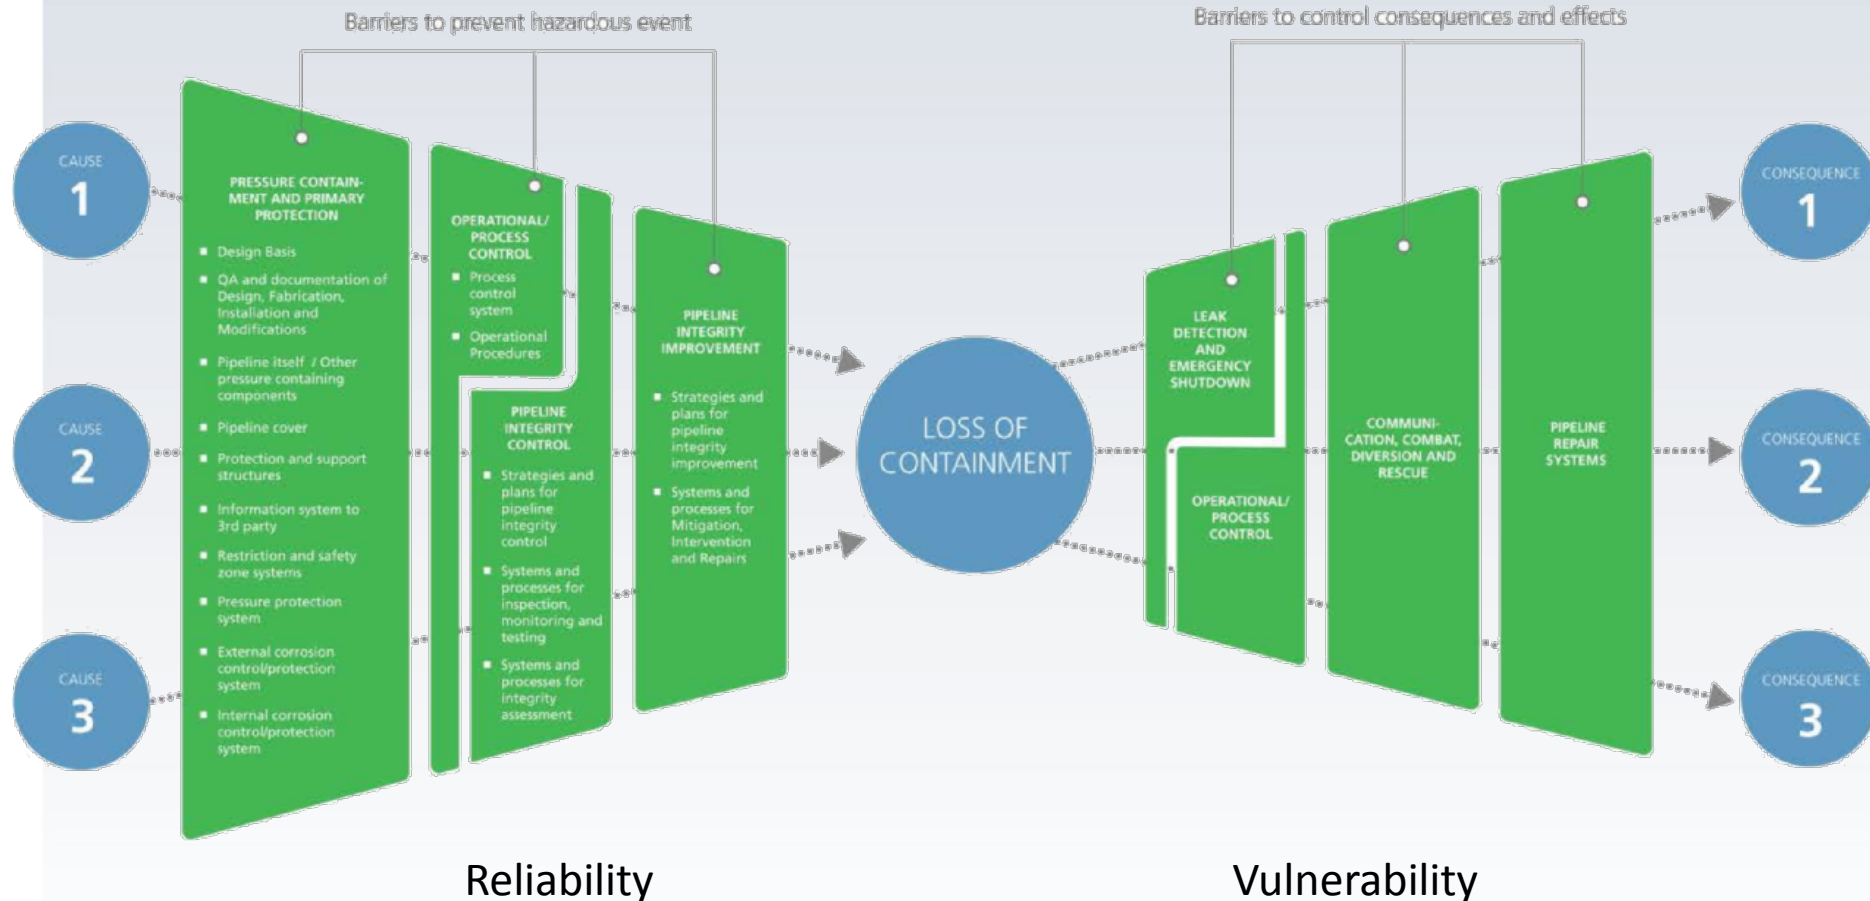 Barriers to prevent hazardous event
Barriers to control consequences and effects
CAUSE
1
CAUSE
2
CAUSE
3
PRESSURE CONTAIN-
MENT AND PRIMARY
PROTECTION
Design Basis
QA and documentation of
Design, Fabrication,
Installation and
Modifications
Pipeline itself / Other
pressure containing
components
Pipeline cover
Protection and support
structures
Information system to
3rd party
Restriction and safety
zone systems
Pressure protection
system
External corrosion
control/protection
system
Internal corrosion
control/protection
system
OPERATIONAL/
PROCESS
CONTROL
Process
control
system
Operational
Procedures
PIPELINE
INTEGRITY
CONTROL
Strategies and
plans for
pipeline
integrity
control
Systems and
processes for
inspection,
monitoring and
testing
Systems and
processes for
integrity
assessment
PIPELINE
INTEGRITY
IMPROVEMENT
Strategies and
plans for
pipeline
integrity
improvement
Systems and
processes for
Mitigation,
Intervention
and Repairs
LOSS OF
CONTAINMENT
LEAK
DETECTION
AND
EMERGENCY
SHUTDOWN
OPERATIONAL/
PROCESS
CONTROL
COMMUNI-
CATION, COMBAT,
DIVERSION AND
RESCUE
PIPELINE
REPAIR
SYSTEMS
CONSEQUENCE
1
CONSEQUENCE
2
CONSEQUENCE
3
Reliability
Vulnerability